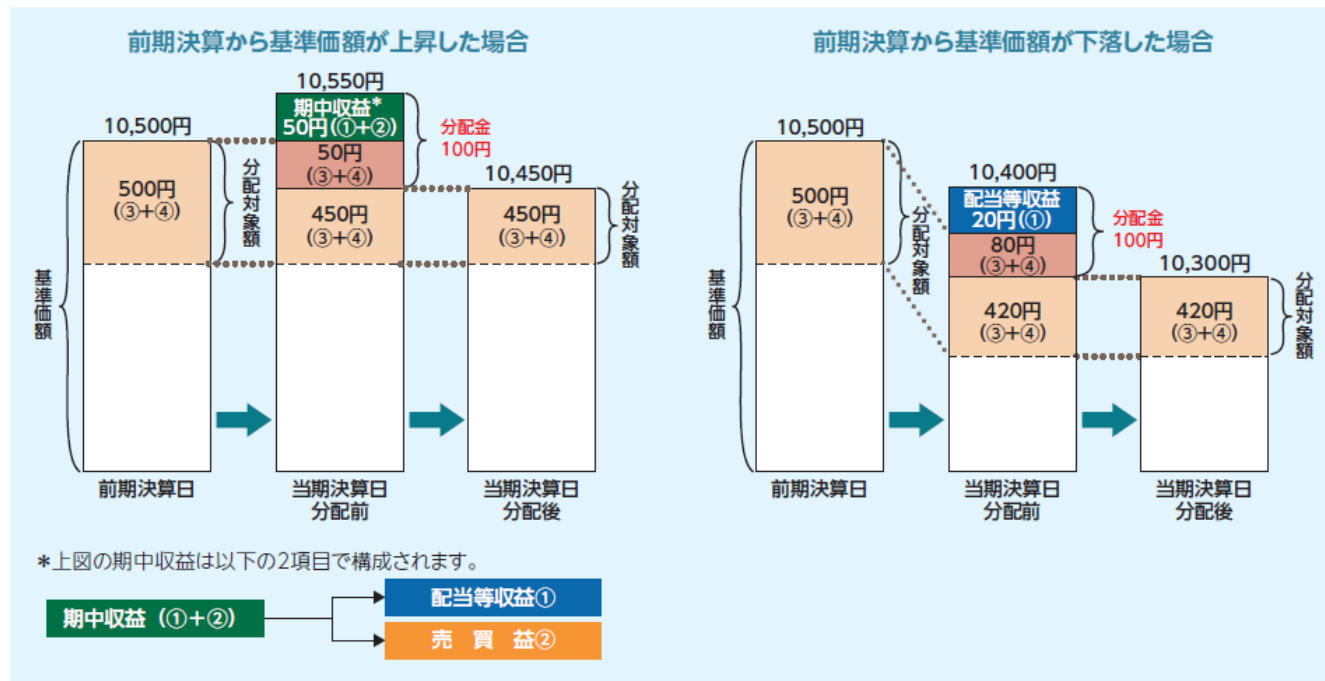 前期決算から基準価額が上昇した場合
10,500円
500円
(③+④)
分配対象額
基準価額
前期決算日
10,550円
期中収益*
50円(①+②)
50円
(③+④)
450円
(③+④)
分配金
100円
当期決算日
分配前
10,450円
450円
(③+④)
分配対象額
当期決算日
分配後
前期決算から基準価額が下落した場合
10,500円
500円
(③+④)
分配対象額
基準価額
前期決算日
10,400円
配当等収益
20円(①)
80円
(③+④)
420円
(③+④)
分配金
100円
当期決算日
分配前
10,300円
420円
(③+④)
分配対象額
当期決算日
分配後
*上図の期中収益は以下の2項目で構成されます。
期中収益（①+②）
配当等収益①
売　買　益②